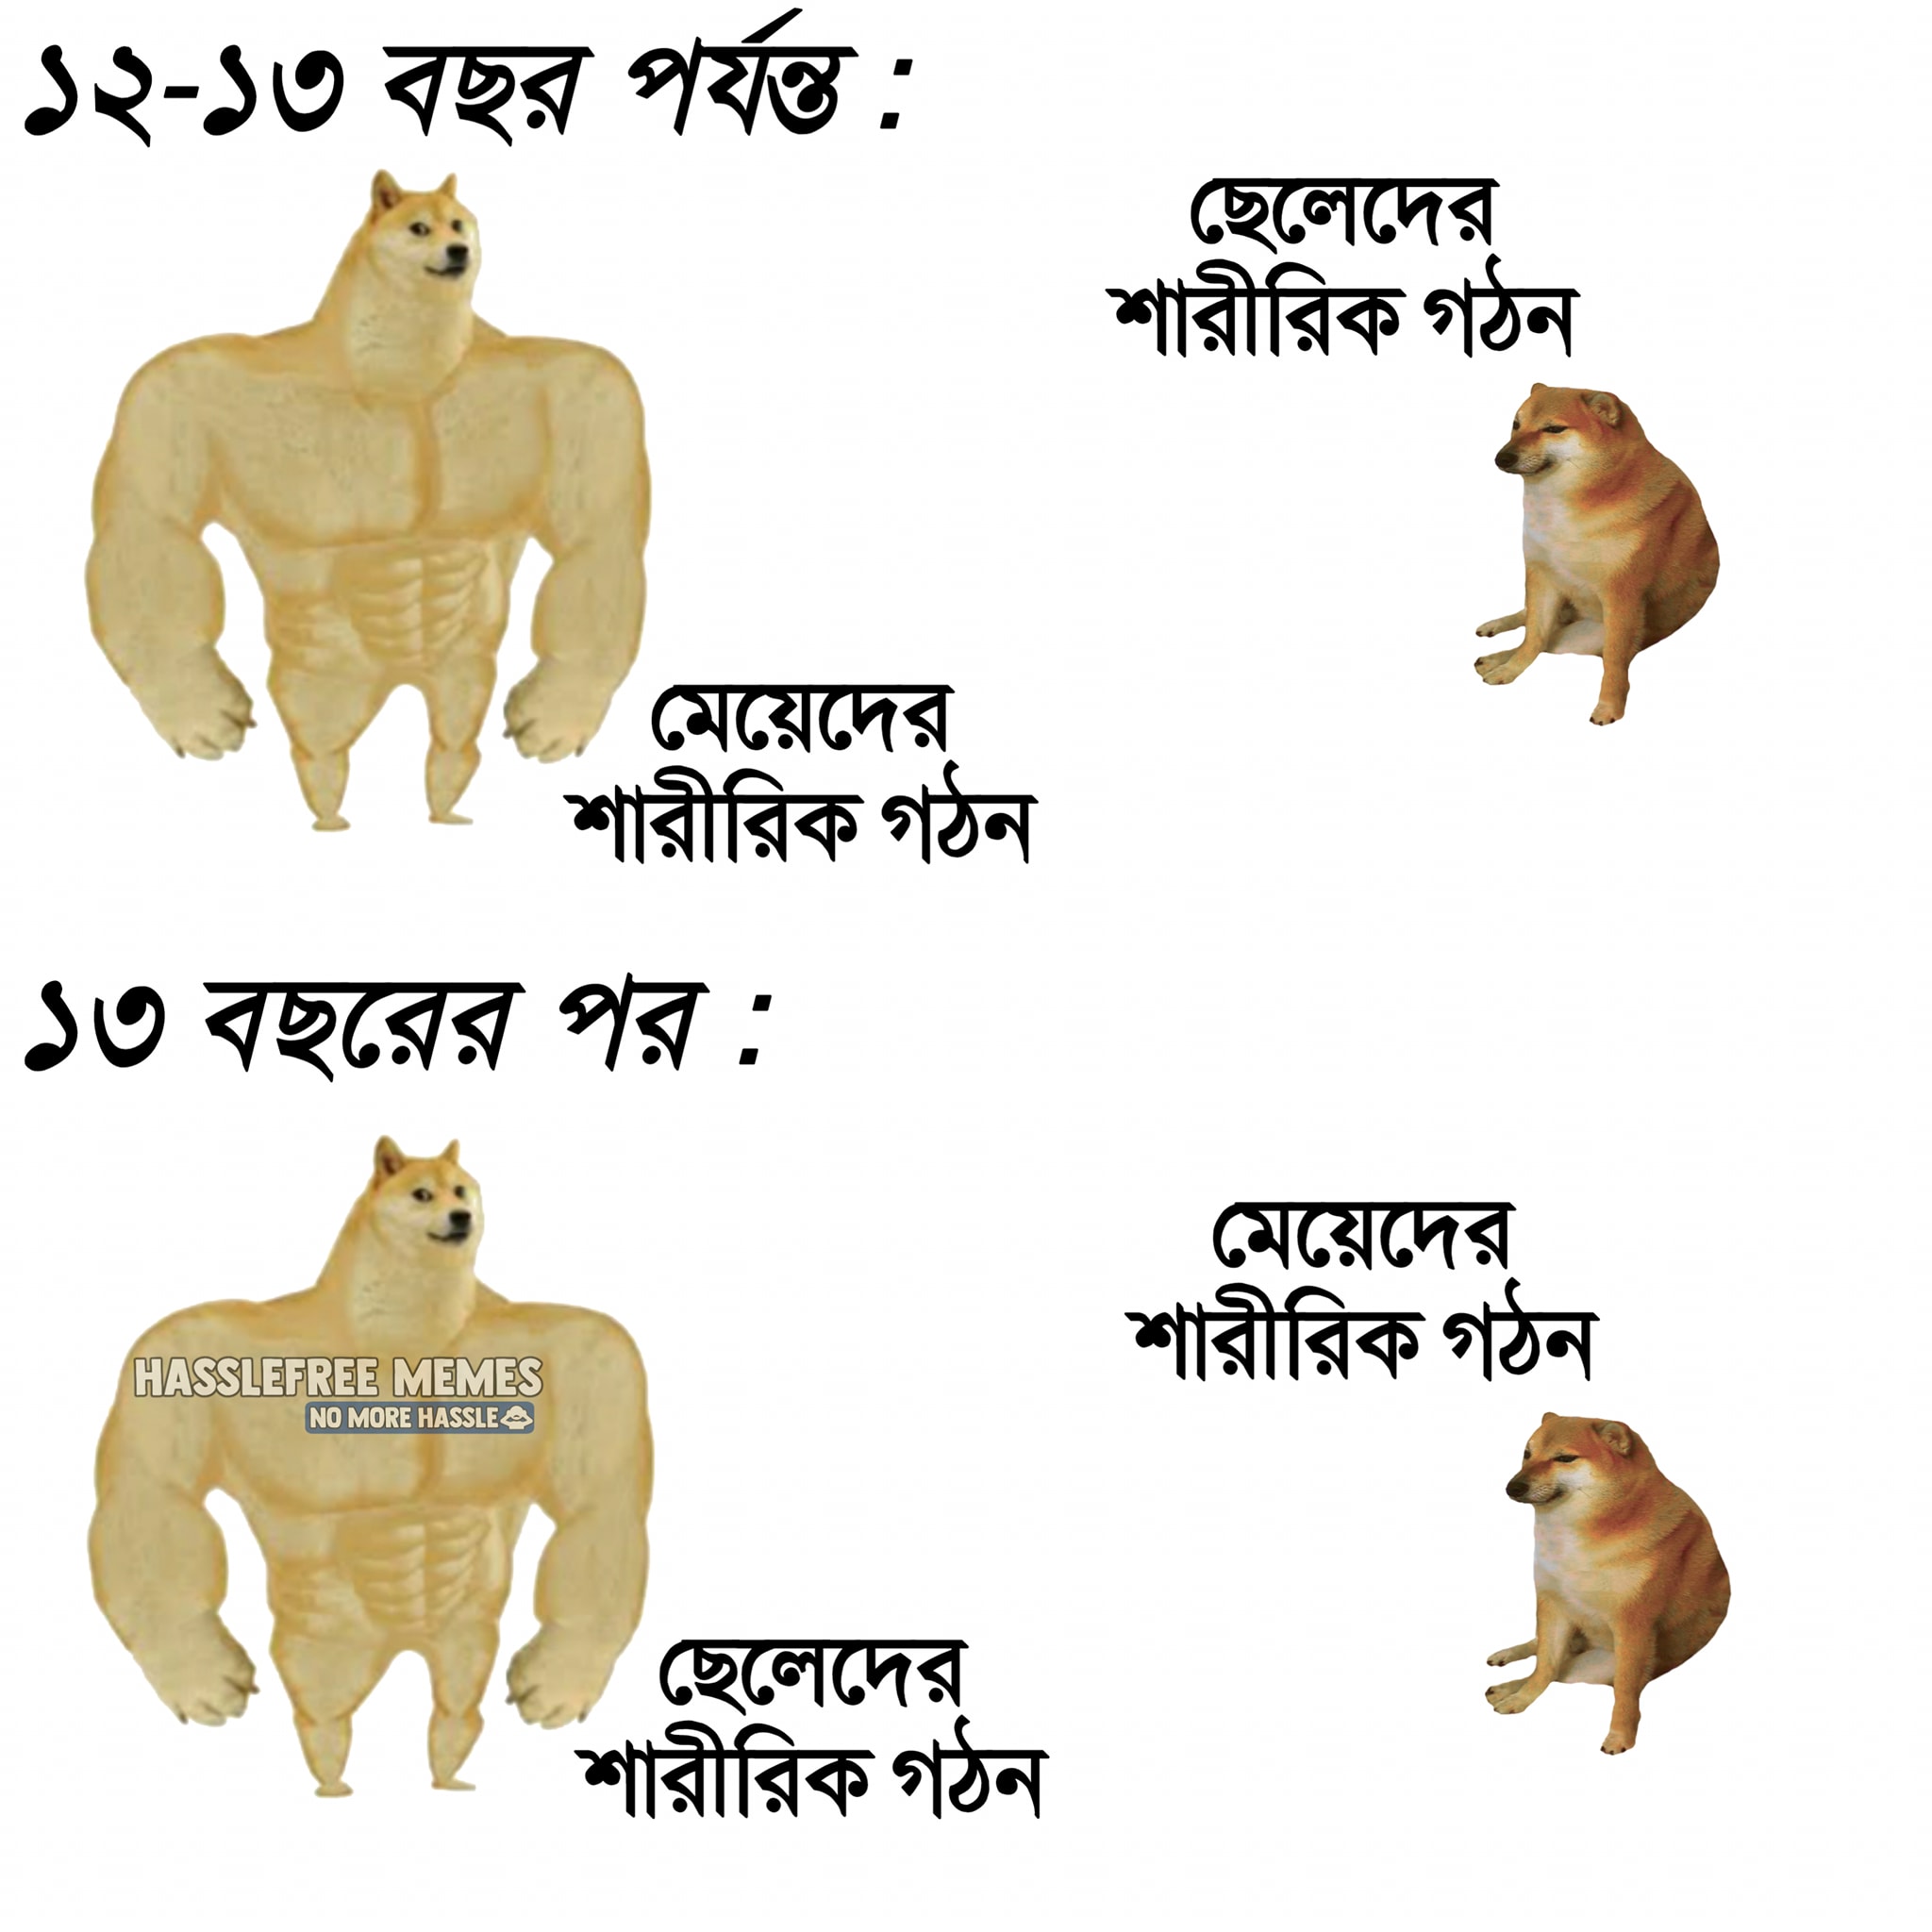 ১২-১৩ বছর পর্যন্ত :
ছেলেদের
শারীরিক গঠন
মেয়েদের
শারীরিক গঠন
১৩ বছরের পর :
মেয়েদের
শারীরিক গঠন
HASSLEFREE MEMES
NO MORE HASSLE
ছেলেদের
শারীরিক গঠন